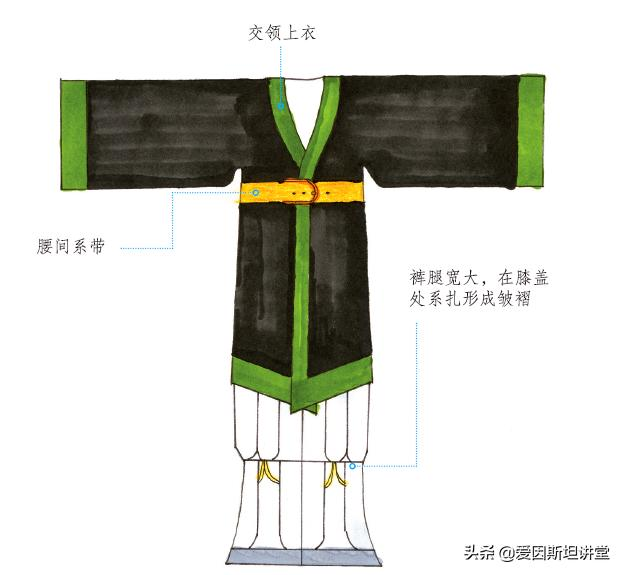 交领上衣
腰间系带
裤腿宽大，在膝盖
处系扎形成皱褶
头条 @爱因斯坦讲堂